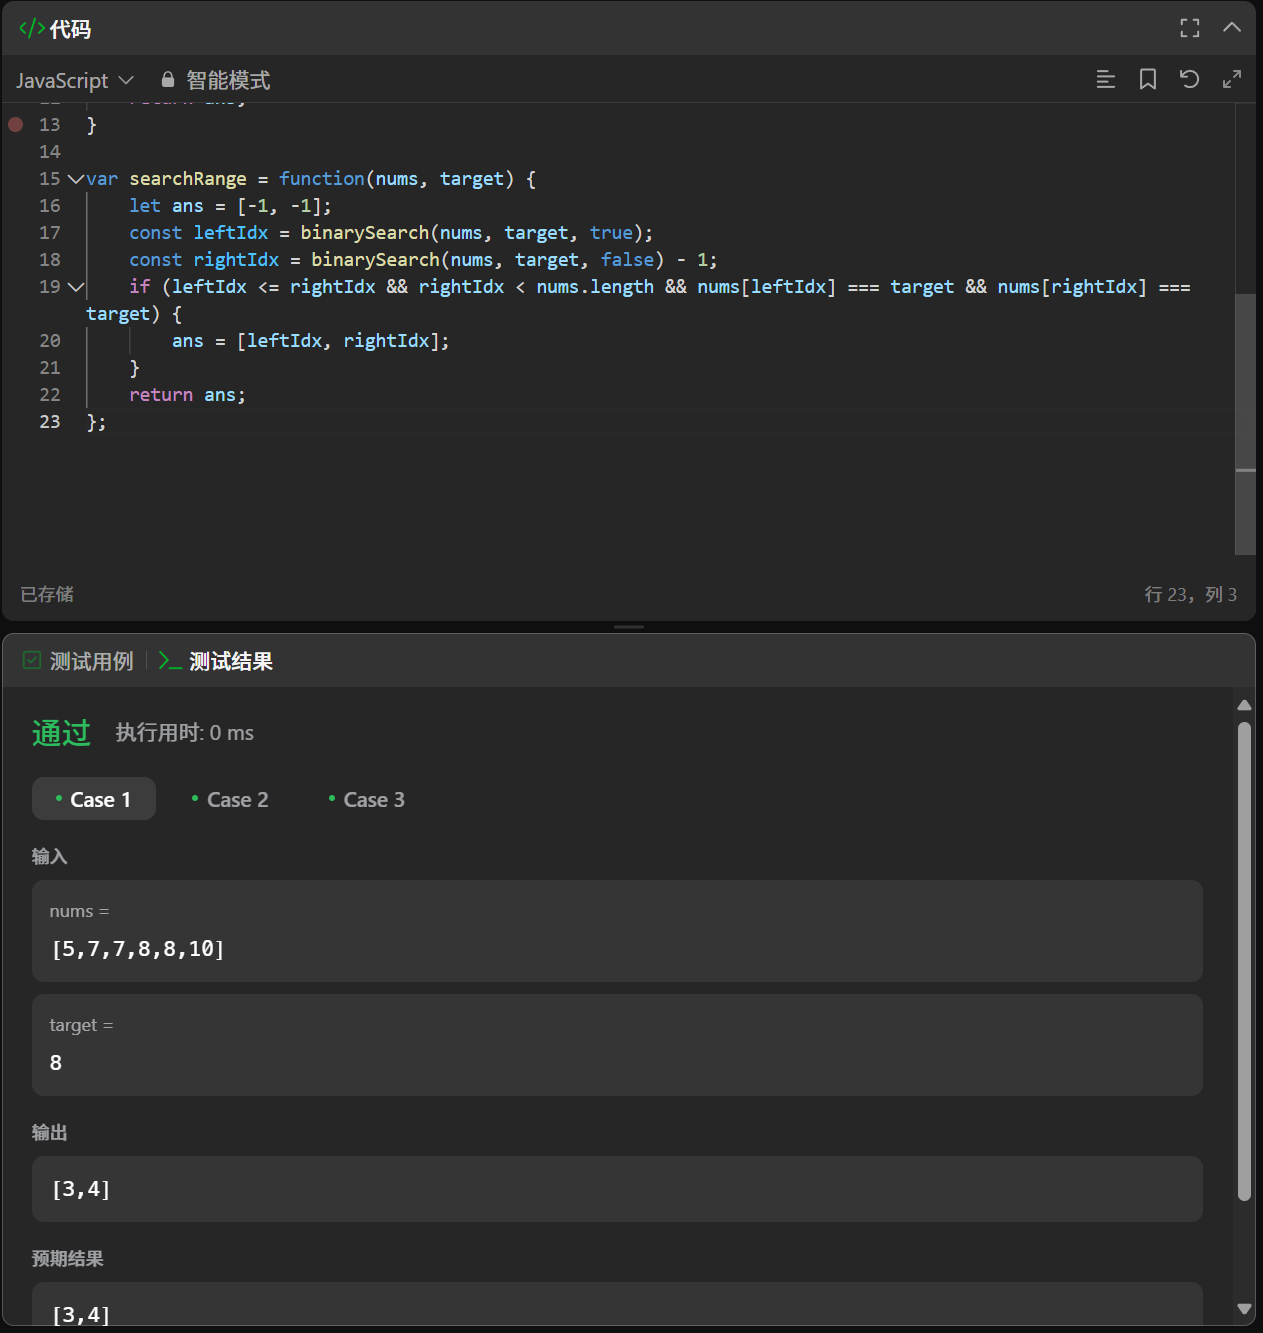 </> 代码
JavaScript 智能模式
13 }
14
15 var searchRange = function(nums, target) {
16 let ans = [-1, -1];
17 const leftIdx = binarySearch(nums, target, true);
18 const rightIdx = binarySearch(nums, target, false) - 1;
19 if (leftIdx <= rightIdx && rightIdx < nums.length && nums[leftIdx] === target && nums[rightIdx] ===
target) {
20 ans = [leftIdx, rightIdx];
21 }
22 return ans;
23 };
已存储 行 23，列 3
测试用例 | >_ 测试结果
通过 执行用时: 0 ms
• Case 1 • Case 2 • Case 3
输入
nums =
[5,7,7,8,8,10]
target =
8
输出
[3,4]
预期结果
[3,4]